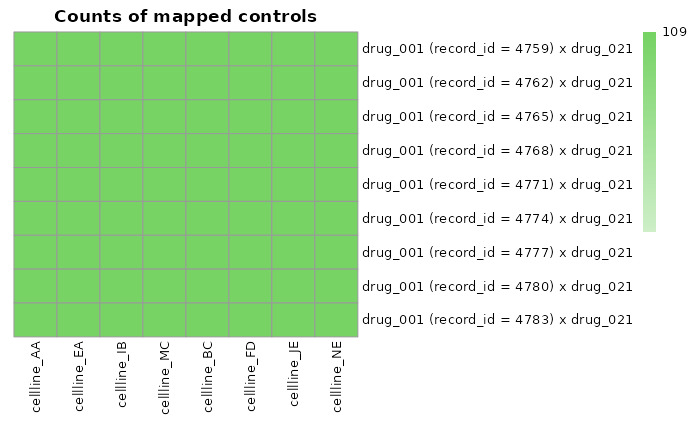 Counts of mapped controls
109
drug_001 (record_id = 4759) x drug_021
drug_001 (record_id = 4762) x drug_021
drug_001 (record_id = 4765) x drug_021
drug_001 (record_id = 4768) x drug_021
drug_001 (record_id = 4771) x drug_021
drug_001 (record_id = 4774) x drug_021
drug_001 (record_id = 4777) x drug_021
drug_001 (record_id = 4780) x drug_021
drug_001 (record_id = 4783) x drug_021
cellline_AA
cellline_EA
cellline_IB
cellline_MC
cellline_BC
cellline_FD
cellline_JE
cellline_NE